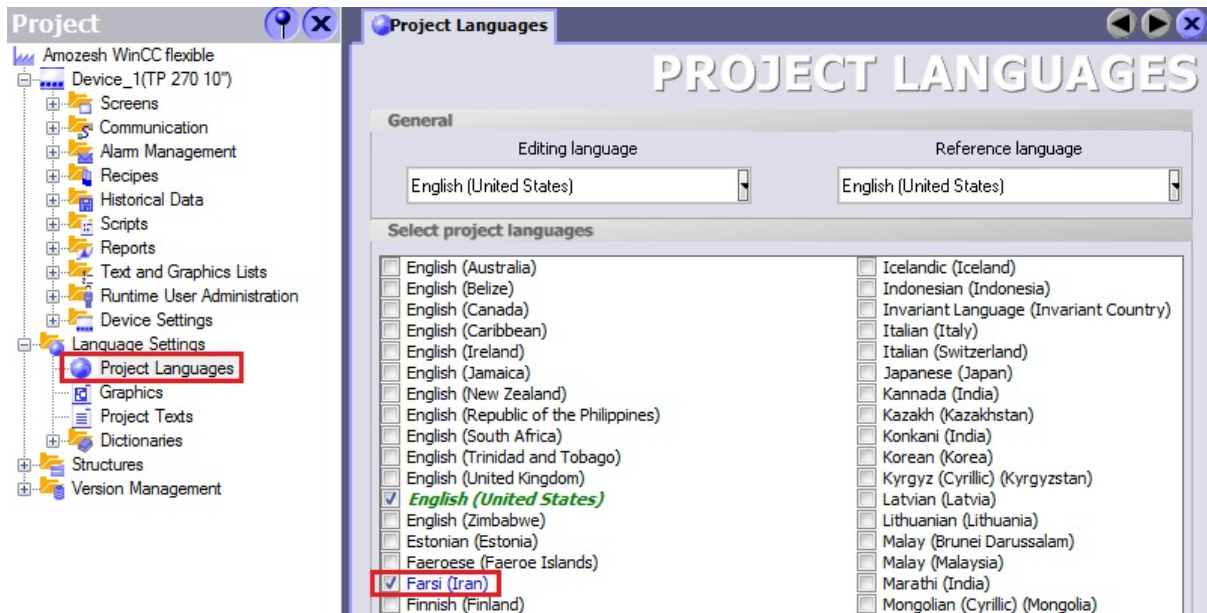 Project
Amozesh WinCC flexible
Device_1(TP 270 10")
Screens
Communication
Alarm Management
Recipes
Historical Data
Scripts
Reports
Text and Graphics Lists
Runtime User Administration
Device Settings
Language Settings
Project Languages
Graphics
Project Texts
Dictionaries
Structures
Version Management
Project Languages
PROJECT LANGUAGES
General
Editing language
Reference language
English (United States)
English (United States)
Select project languages
English (Australia)
English (Belize)
English (Canada)
English (Caribbean)
English (Ireland)
English (Jamaica)
English (New Zealand)
English (Republic of the Philippines)
English (South Africa)
English (Trinidad and Tobago)
English (United Kingdom)
English (United States)
English (Zimbabwe)
Estonian (Estonia)
Faeroese (Faeroe Islands)
Farsi (Iran)
Finnish (Finland)
Icelandic (Iceland)
Indonesian (Indonesia)
Invariant Language (Invariant Country)
Italian (Italy)
Italian (Switzerland)
Japanese (Japan)
Kannada (India)
Kazakh (Kazakhstan)
Konkani (India)
Korean (Korea)
Kyrgyz (Cyrillic) (Kyrgyzstan)
Latvian (Latvia)
Lithuanian (Lithuania)
Malay (Brunei Darussalam)
Malay (Malaysia)
Marathi (India)
Mongolian (Cyrillic) (Mongolia)